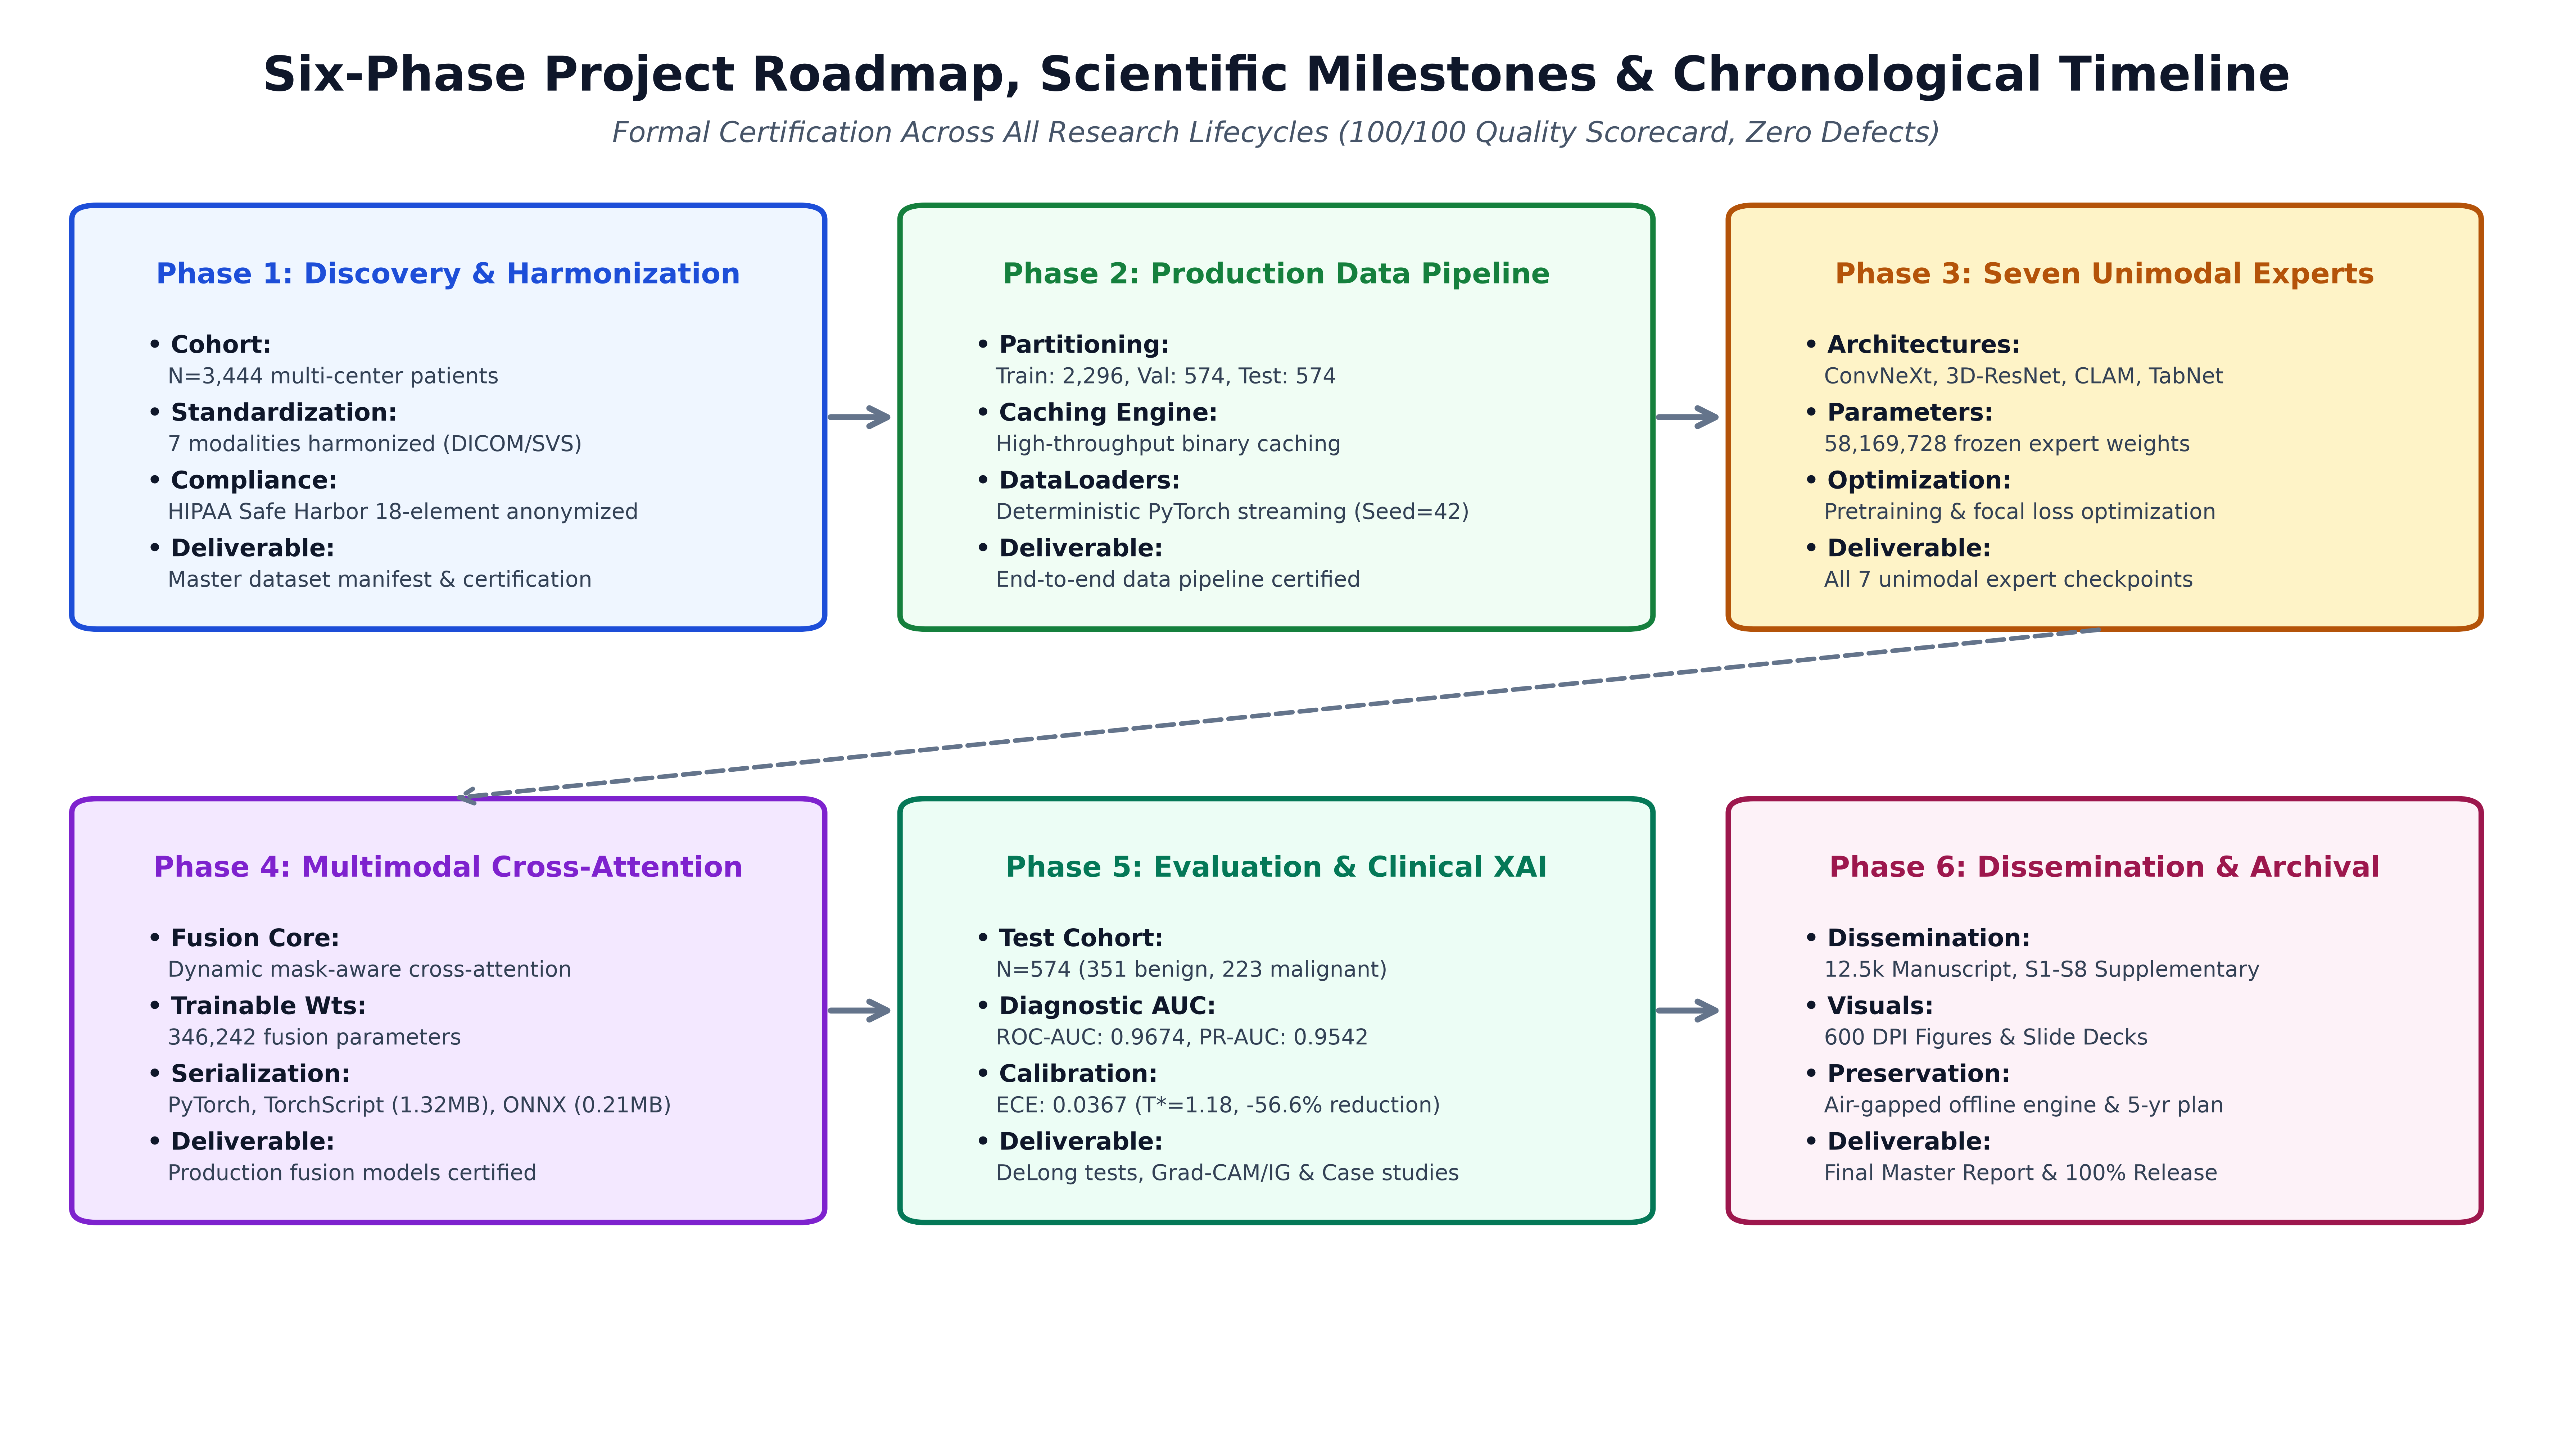 Six-Phase Project Roadmap, Scientific Milestones & Chronological Timeline
Formal Certification Across All Research Lifecycles (100/100 Quality Scorecard, Zero Defects)
Phase 1: Discovery & Harmonization
• Cohort:
N=3,444 multi-center patients
• Standardization:
7 modalities harmonized (DICOM/SVS)
• Compliance:
HIPAA Safe Harbor 18-element anonymized
• Deliverable:
Master dataset manifest & certification
Phase 2: Production Data Pipeline
• Partitioning:
Train: 2,296, Val: 574, Test: 574
• Caching Engine:
High-throughput binary caching
• DataLoaders:
Deterministic PyTorch streaming (Seed=42)
• Deliverable:
End-to-end data pipeline certified
Phase 3: Seven Unimodal Experts
• Architectures:
ConvNeXt, 3D-ResNet, CLAM, TabNet
• Parameters:
58,169,728 frozen expert weights
• Optimization:
Pretraining & focal loss optimization
• Deliverable:
All 7 unimodal expert checkpoints
Phase 4: Multimodal Cross-Attention
• Fusion Core:
Dynamic mask-aware cross-attention
• Trainable Wts:
346,242 fusion parameters
• Serialization:
PyTorch, TorchScript (1.32MB), ONNX (0.21MB)
• Deliverable:
Production fusion models certified
Phase 5: Evaluation & Clinical XAI
• Test Cohort:
N=574 (351 benign, 223 malignant)
• Diagnostic AUC:
ROC-AUC: 0.9674, PR-AUC: 0.9542
• Calibration:
ECE: 0.0367 (T*=1.18, -56.6% reduction)
• Deliverable:
DeLong tests, Grad-CAM/IG & Case studies
Phase 6: Dissemination & Archival
• Dissemination:
12.5k Manuscript, S1-S8 Supplementary
• Visuals:
600 DPI Figures & Slide Decks
• Preservation:
Air-gapped offline engine & 5-yr plan
• Deliverable:
Final Master Report & 100% Release